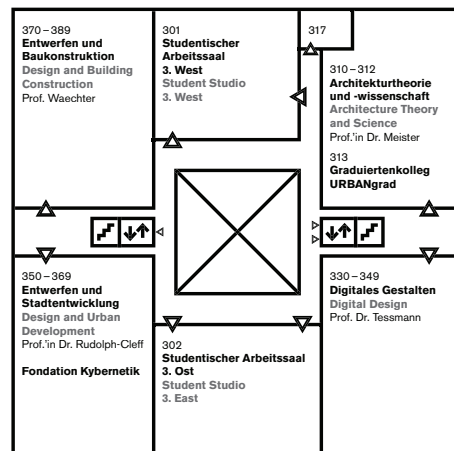 370–389
Entwerfen und
Baukonstruktion
Design and Building
Construction
Prof. Waechter
301
Studentischer
Arbeitssaal
3. West
Student Studio
3. West
317
310–312
Architekturtheorie
und -wissenschaft
Architecture Theory
and Science
Prof.'in Dr. Meister
313
Graduiertenkolleg
URBANgrad
350–369
Entwerfen und
Stadtentwicklung
Design and Urban
Development
Prof.'in Dr. Rudolph-Cleff
Fondation Kybernetik
302
Studentischer Arbeitssaal
3. Ost
Student Studio
3. East
330–349
Digitales Gestalten
Digital Design
Prof. Dr. Tessmann